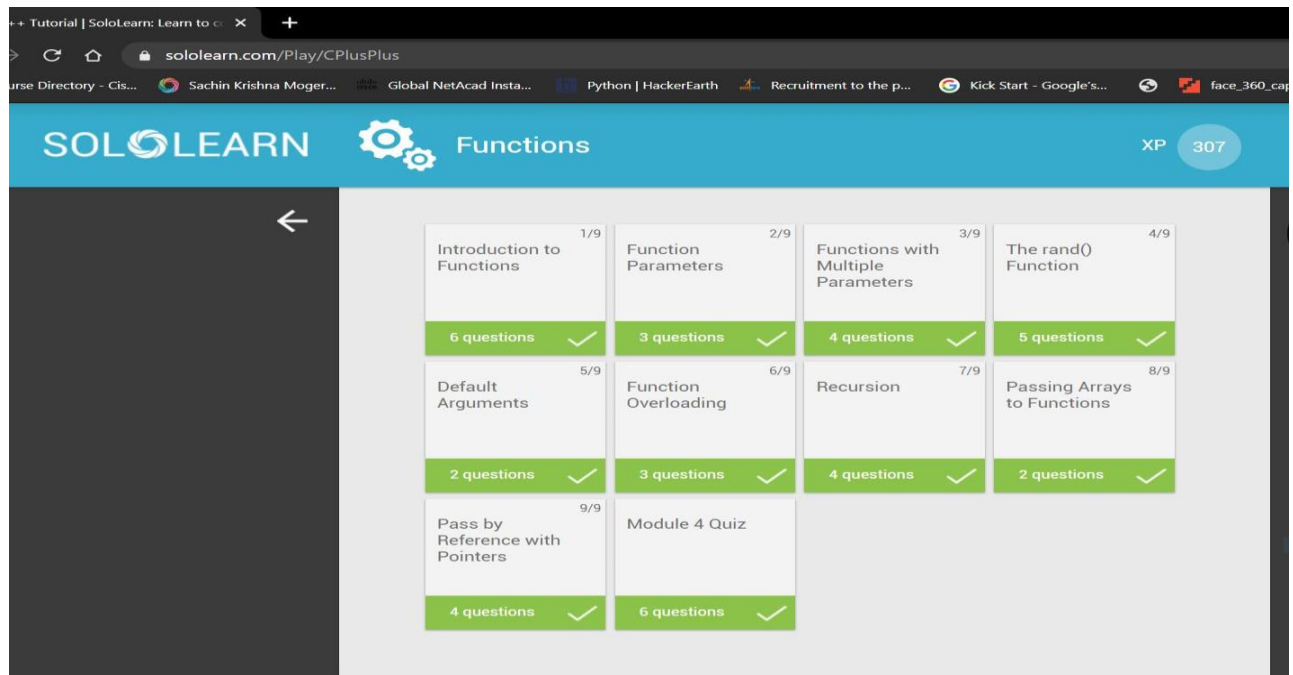 ++ Tutorial | SoloLearn: Learn to c
sololearn.com/Play/CPlusPlus
urse Directory - Cis... Sachin Krishna Moger... Global NetAcad Insta... Python | HackerEarth Recruitment to the p... Kick Start - Google's... face_360_cap
SOLOLEARN Functions XP 307
1/9 2/9 3/9 4/9
Introduction to Function Functions with The rand()
Functions Parameters Multiple Function
Parameters
6 questions 3 questions 4 questions 5 questions
5/9 6/9 7/9 8/9
Default Function Recursion Passing Arrays
Arguments Overloading to Functions
2 questions 3 questions 4 questions 2 questions
9/9
Pass by Module 4 Quiz
Reference with
Pointers
4 questions 6 questions